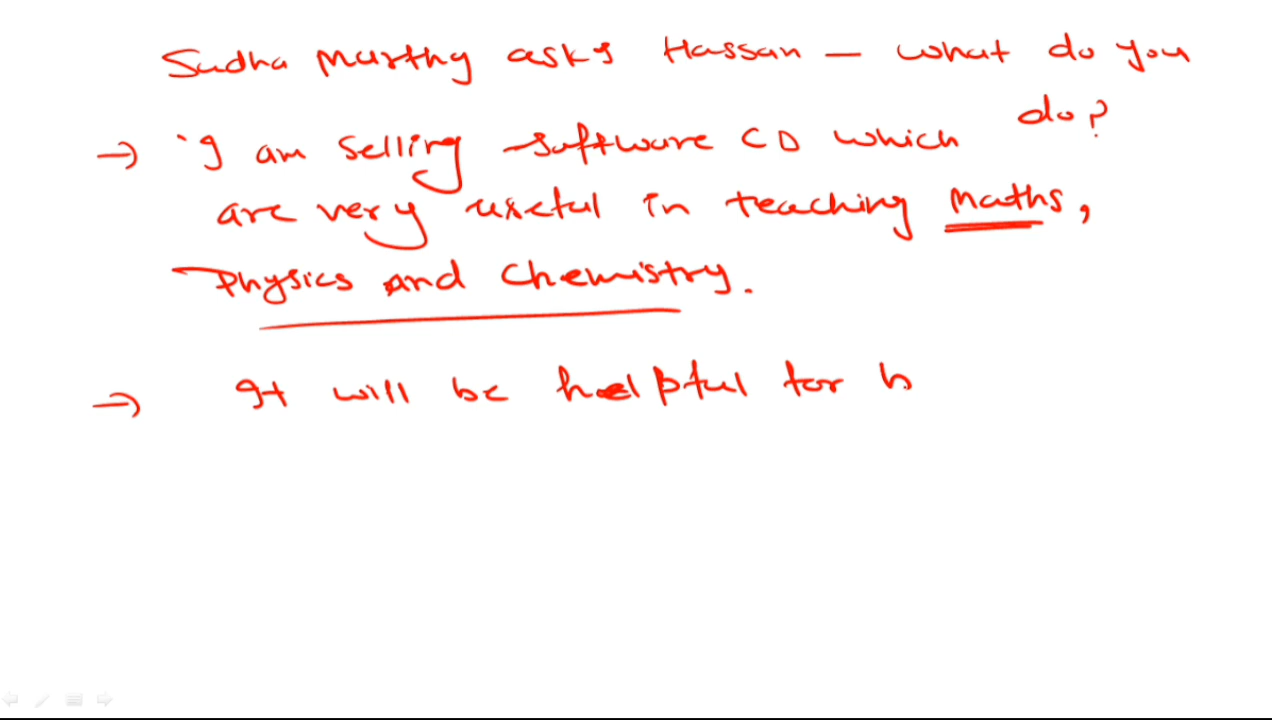 Sudha Murthy asks Hassan – what do you
do?
→ 'I am selling software CD which
are very useful in teaching Maths,
Physics and Chemistry.
→ It will be helpful for h